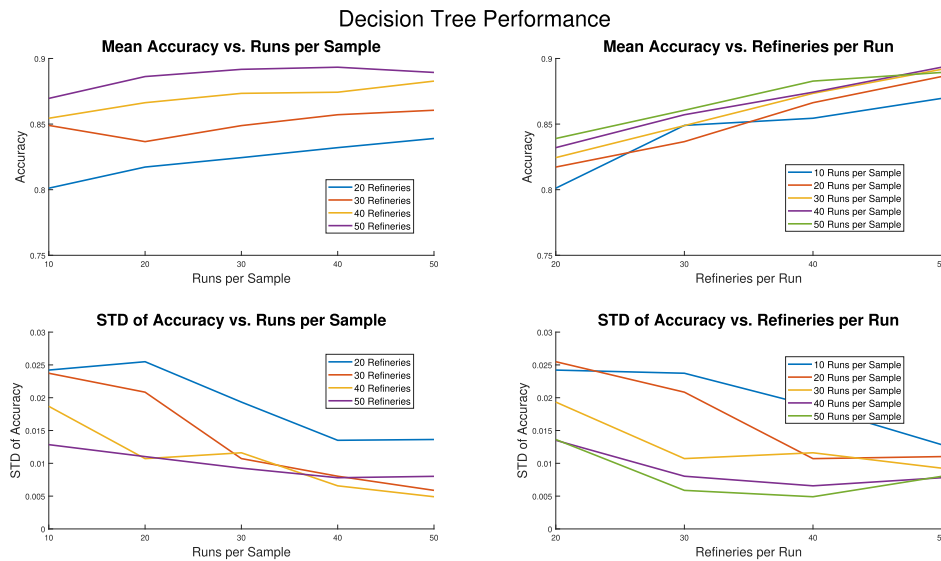 Decision Tree Performance
Mean Accuracy vs. Runs per Sample
0.9
0.85
0.8
0.75
Accuracy
10 20 30 40 50
Runs per Sample
20 Refineries
30 Refineries
40 Refineries
50 Refineries
Mean Accuracy vs. Refineries per Run
0.9
0.85
0.8
0.75
Accuracy
20 30 40 50
Refineries per Run
10 Runs per Sample
20 Runs per Sample
30 Runs per Sample
40 Runs per Sample
50 Runs per Sample
STD of Accuracy vs. Runs per Sample
0.03
0.025
0.02
0.015
0.01
0.005
0
STD of Accuracy
10 20 30 40 50
Runs per Sample
20 Refineries
30 Refineries
40 Refineries
50 Refineries
STD of Accuracy vs. Refineries per Run
0.03
0.025
0.02
0.015
0.01
0.005
0
STD of Accuracy
20 30 40 50
Refineries per Run
10 Runs per Sample
20 Runs per Sample
30 Runs per Sample
40 Runs per Sample
50 Runs per Sample